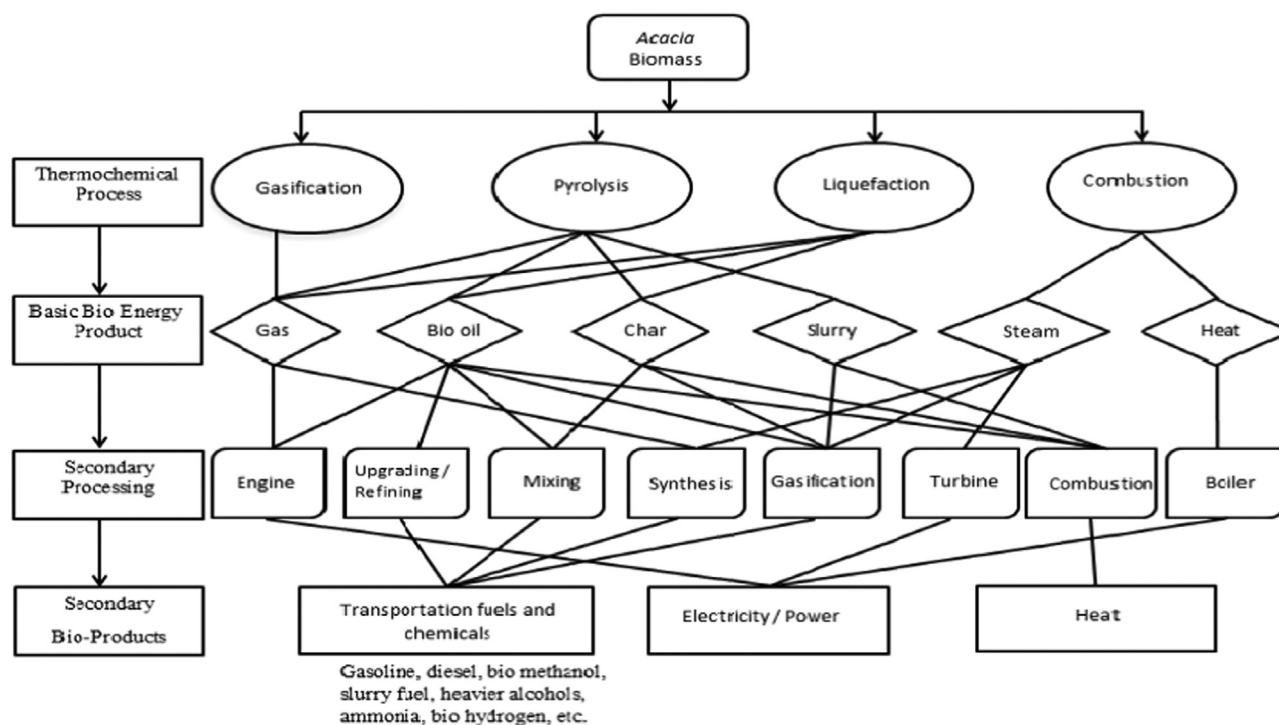 Acacia
Biomass
Thermochemical
Process
Gasification
Pyrolysis
Liquefaction
Combustion
Basic Bio Energy
Product
Gas
Bio oil
Char
Slurry
Steam
Heat
Secondary
Processing
Engine
Upgrading /
Refining
Mixing
Synthesis
Gasification
Turbine
Combustion
Boiler
Secondary
Bio-Products
Transportation fuels and
chemicals
Electricity / Power
Heat
Gasoline, diesel, bio methanol,
slurry fuel, heavier alcohols,
ammonia, bio hydrogen, etc.